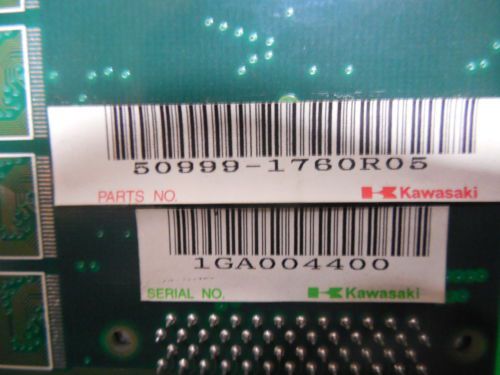 50999-1760R05
PARTS NO. Kawasaki
1GA004400
SERIAL NO. Kawasaki